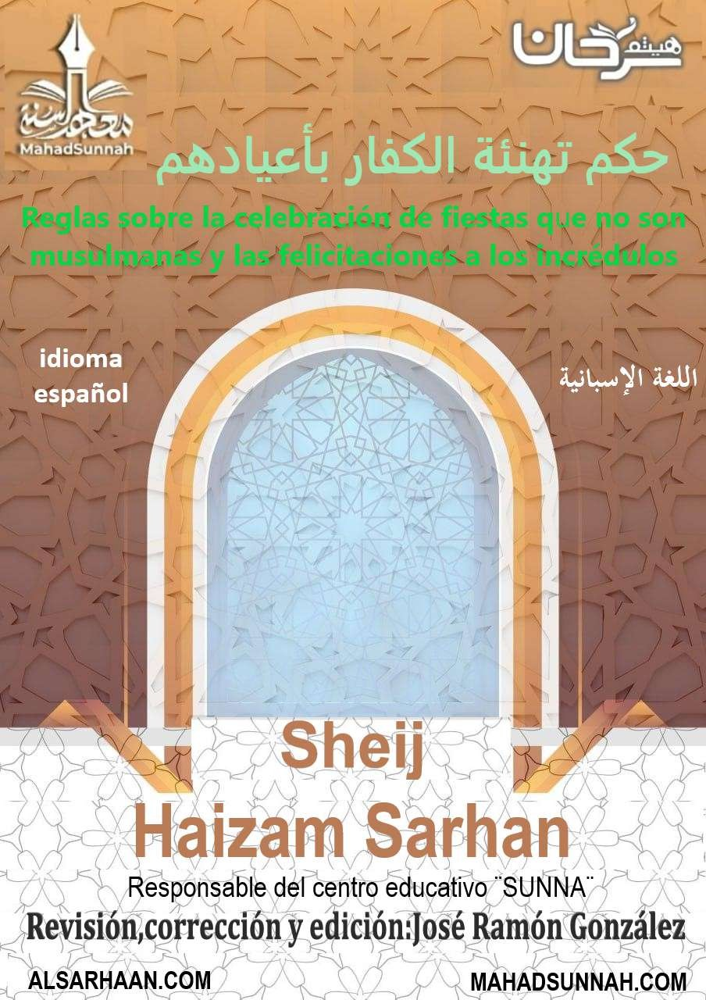 هيثم
سرحان
معهد السنة
MahadSunnah
حكم تهنئة الكفار بأعيادهم
Reglas sobre la celebración de fiestas que no son
musulmanas y las felicitaciones a los incrédulos
idioma
español
اللغة الإسبانية
Sheij
Haizam Sarhan
Responsable del centro educativo ¨SUNNA¨
Revisión,corrección y edición:José Ramón González
ALSARHAAN.COM
MAHADSUNNAH.COM